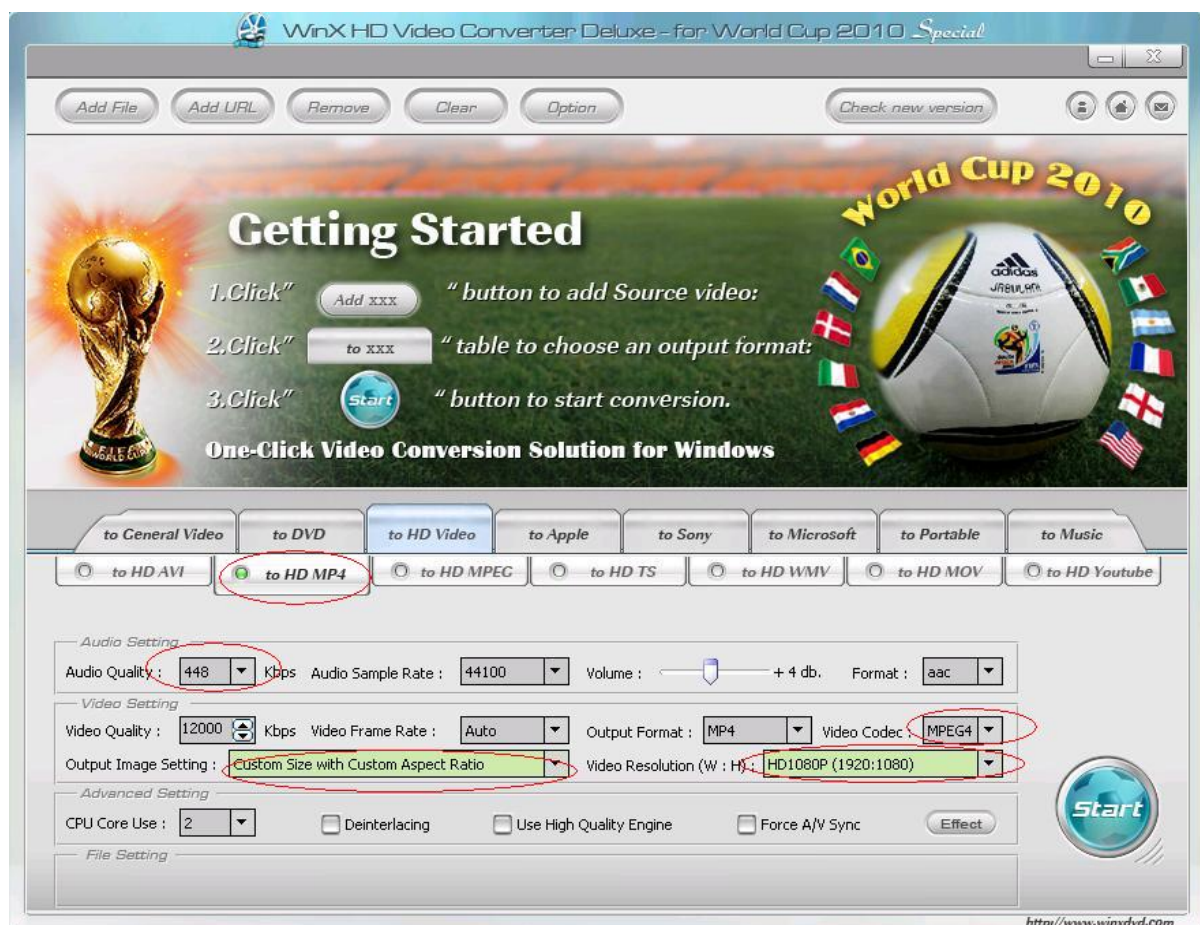 WinX HD Video Converter Deluxe - for World Cup 2010 Special
Add File Add URL Remove Clear Option Check new version
World Cup 2010
Getting Started
adidas
JABULANI
1.Click” Add xxx “ button to add Source video:
2.Click” to xxx “ table to choose an output format:
3.Click” Start “ button to start conversion.
FIFA
WORLD CUP
One-Click Video Conversion Solution for Windows
to General Video to DVD to HD Video to Apple to Sony to Microsoft to Portable to Music
to HD AVI to HD MP4 to HD MPEG to HD TS to HD WMV to HD MOV to HD Youtube
Audio Setting
Audio Quality : 448 Kbps Audio Sample Rate : 44100 Volume : + 4 db. Format : aac
Video Setting
Video Quality : 12000 Kbps Video Frame Rate : Auto Output Format : MP4 Video Codec : MPEG4
Output Image Setting : Custom Size with Custom Aspect Ratio Video Resolution (W : H) : HD1080P (1920:1080)
Advanced Setting
CPU Core Use : 2 Deinterlacing Use High Quality Engine Force A/V Sync Effect
Start
File Setting
http://www.winxdvd.com